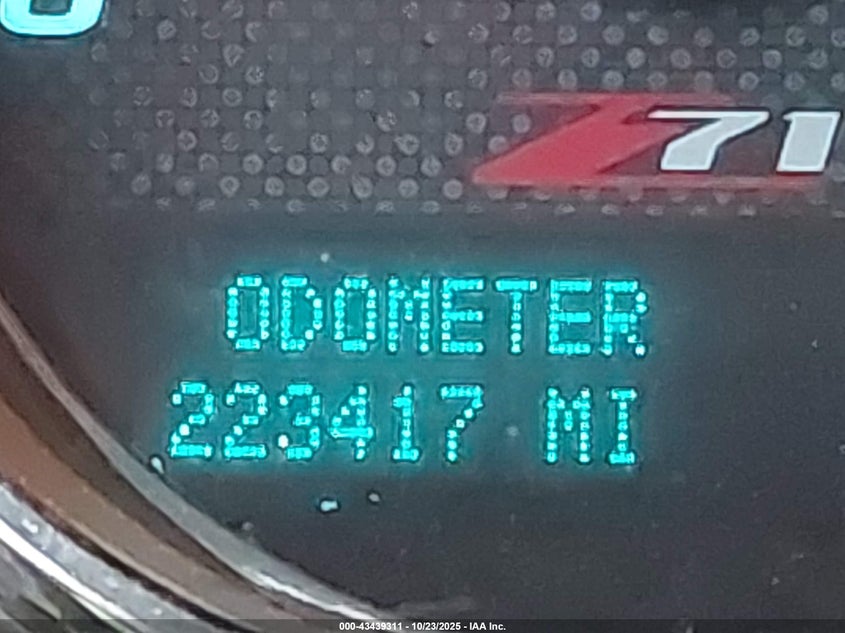 Z71
ODOMETER
223417 MI
000-43439311 - 10/23/2025 - IAA Inc.